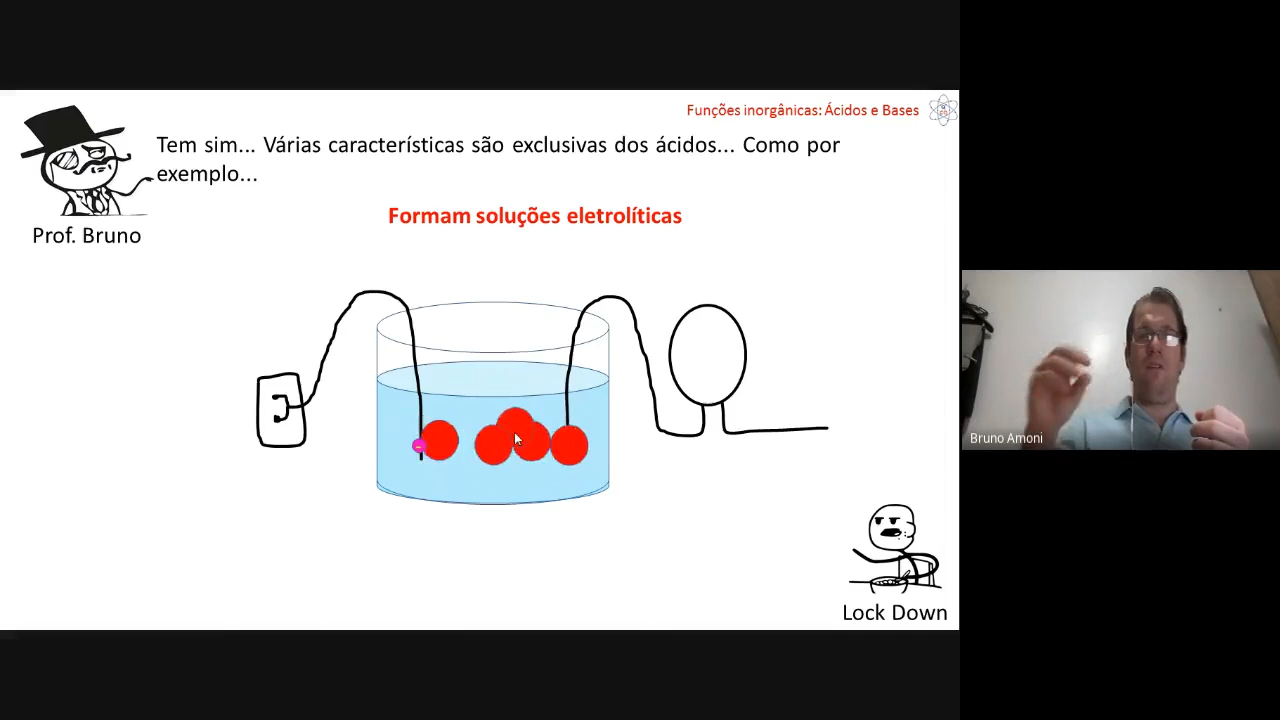 Funções inorgânicas: Ácidos e Bases
Tem sim... Várias características são exclusivas dos ácidos... Como por
exemplo...
Formam soluções eletrolíticas
Prof. Bruno
Bruno Amoni
Lock Down